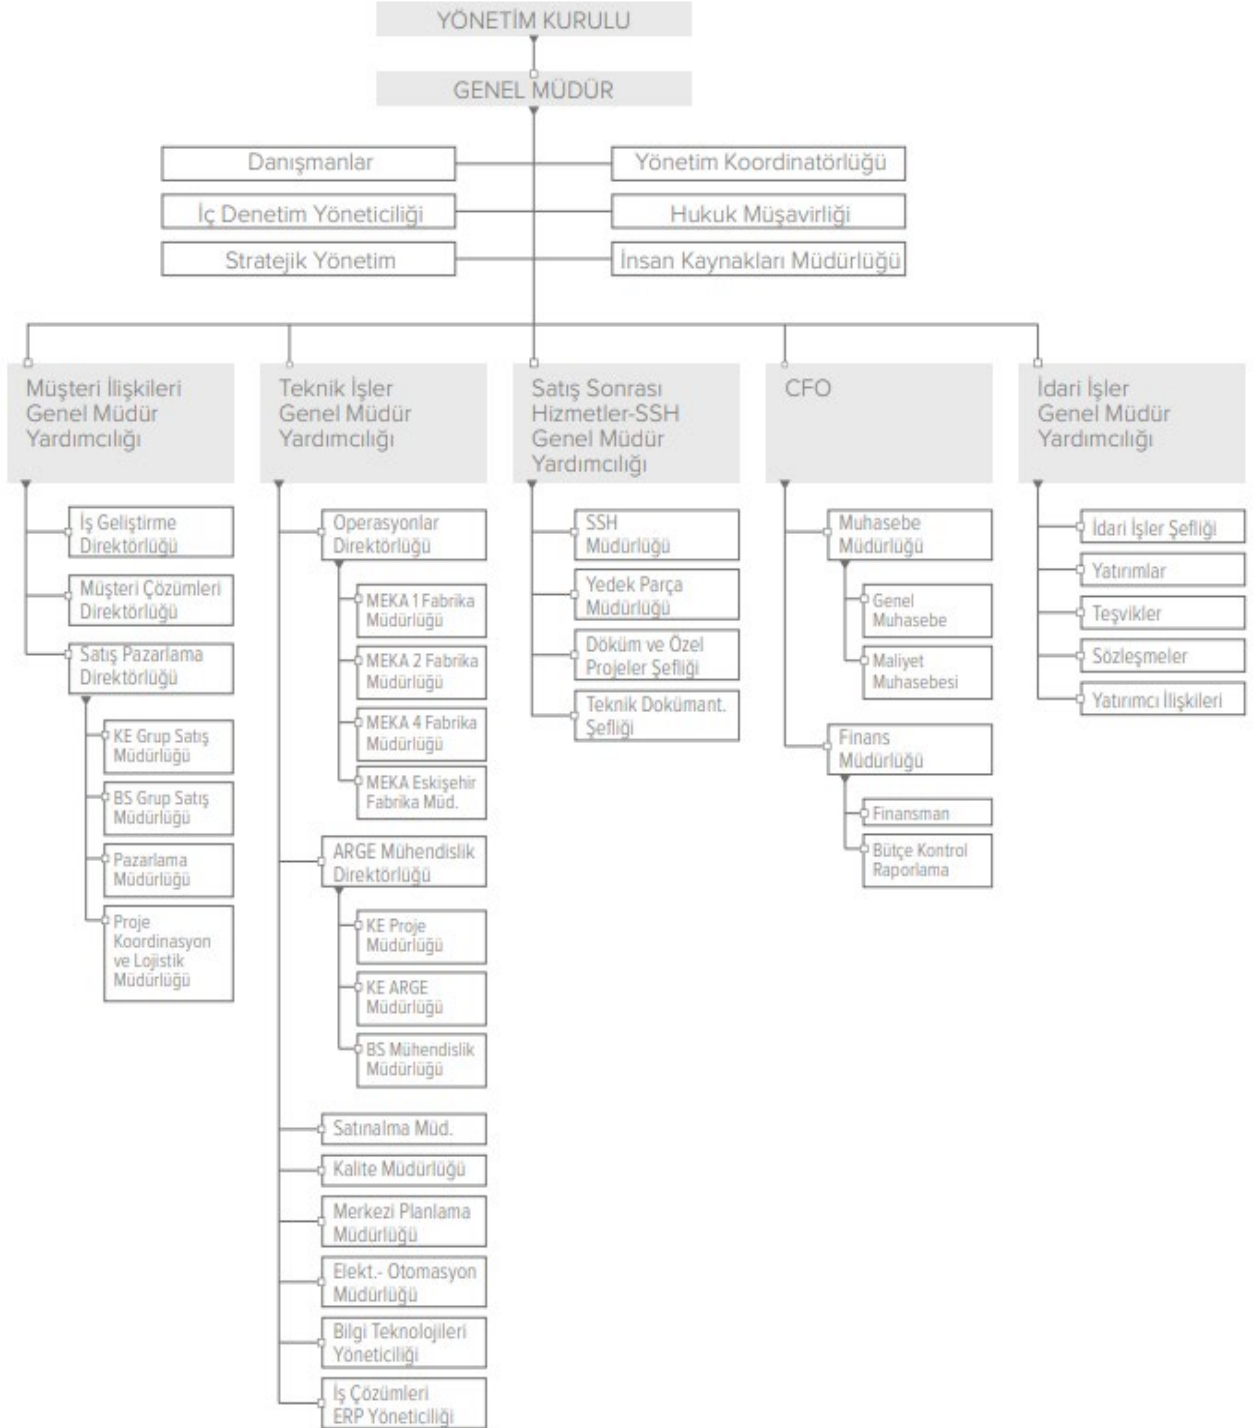 YÖNETİM KURULU
GENEL MÜDÜR
Danışmanlar
Yönetim Koordinatörlüğü
İç Denetim Yöneticiliği
Hukuk Müşavirliği
Stratejik Yönetim
İnsan Kaynakları Müdürlüğü
Müşteri İlişkileri
Genel Müdür
Yardımcılığı
İş Geliştirme
Direktörlüğü
Müşteri Çözümleri
Direktörlüğü
Satış Pazarlama
Direktörlüğü
KE Grup Satış
Müdürlüğü
BS Grup Satış
Müdürlüğü
Pazarlama
Müdürlüğü
Proje
Koordinasyon
ve Lojistik
Müdürlüğü
Teknik İşler
Genel Müdür
Yardımcılığı
Operasyonlar
Direktörlüğü
MEKA 1 Fabrika
Müdürlüğü
MEKA 2 Fabrika
Müdürlüğü
MEKA 4 Fabrika
Müdürlüğü
MEKA Eskişehir
Fabrika Müd.
ARGE Mühendislik
Direktörlüğü
KE Proje
Müdürlüğü
KE ARGE
Müdürlüğü
BS Mühendislik
Müdürlüğü
Satınalma Müd.
Kalite Müdürlüğü
Merkezi Planlama
Müdürlüğü
Elekt.- Otomasyon
Müdürlüğü
Bilgi Teknolojileri
Yöneticiliği
İş Çözümleri
ERP Yöneticiliği
Satış Sonrası
Hizmetler-SSH
Genel Müdür
Yardımcılığı
SSH
Müdürlüğü
Yedek Parça
Müdürlüğü
Döküm ve Özel
Projeler Şefliği
Teknik Dokümant.
Şefliği
CFO
Muhasebe
Müdürlüğü
Genel
Muhasebe
Maliyet
Muhasebesi
Finans
Müdürlüğü
Finansman
Bütçe Kontrol
Raporlama
İdari İşler
Genel Müdür
Yardımcılığı
İdari İşler Şefliği
Yatırımlar
Teşvikler
Sözleşmeler
Yatırımcı İlişkileri